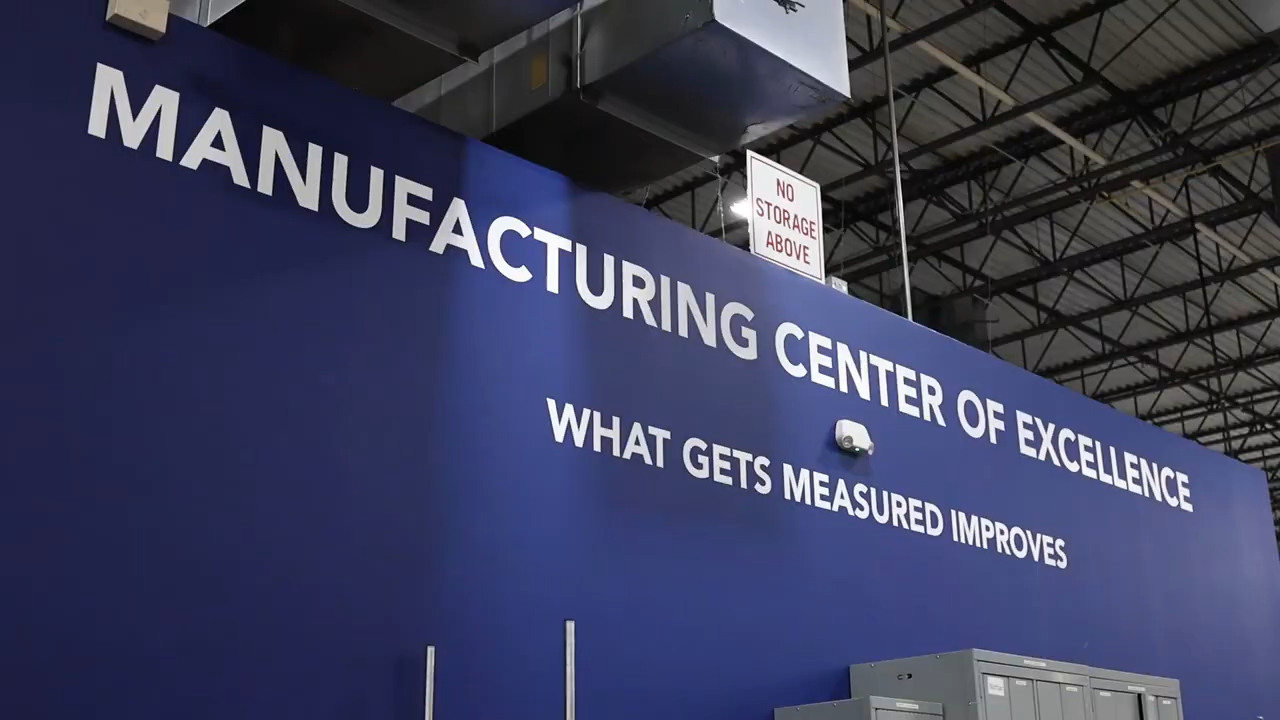 NO
STORAGE
ABOVE
MANUFACTURING CENTER OF EXCELLENCE
WHAT GETS MEASURED IMPROVES